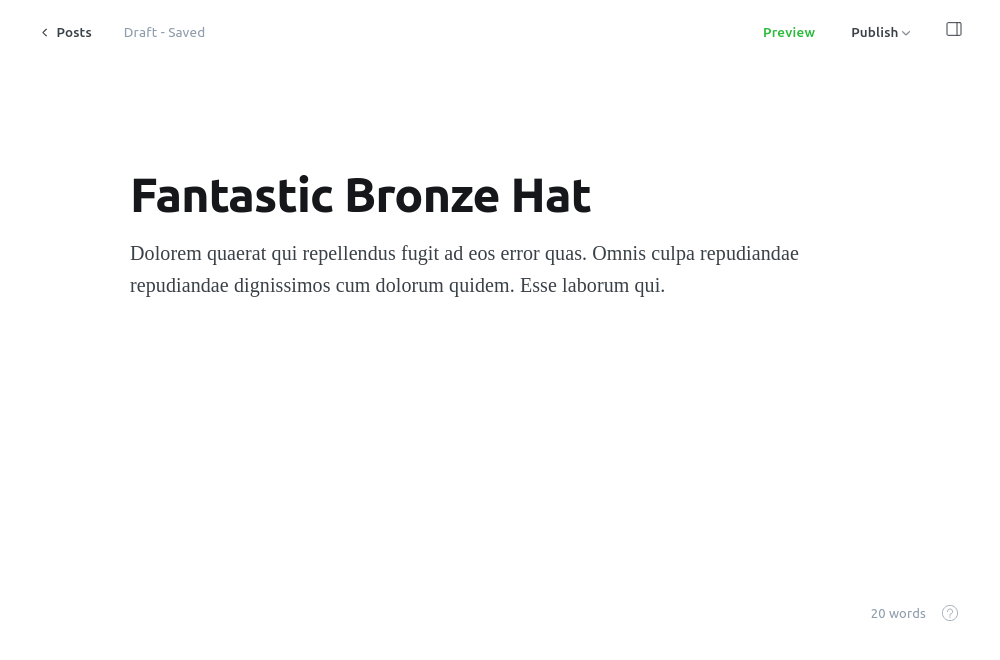 Posts
Draft - Saved
Preview
Publish
Fantastic Bronze Hat
Dolorem quaerat qui repellendus fugit ad eos error quas. Omnis culpa repudiandae
repudiandae dignissimos cum dolorum quidem. Esse laborum qui.
20 words
?